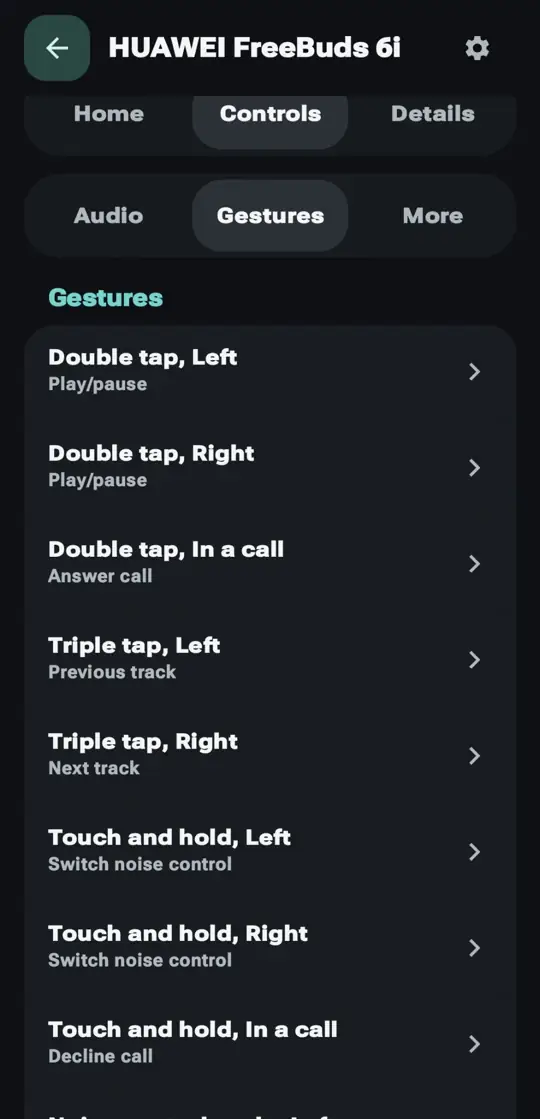 HUAWEI FreeBuds 6i
Home Controls Details
Audio Gestures More
Gestures
Double tap, Left
Play/pause
Double tap, Right
Play/pause
Double tap, In a call
Answer call
Triple tap, Left
Previous track
Triple tap, Right
Next track
Touch and hold, Left
Switch noise control
Touch and hold, Right
Switch noise control
Touch and hold, In a call
Decline call